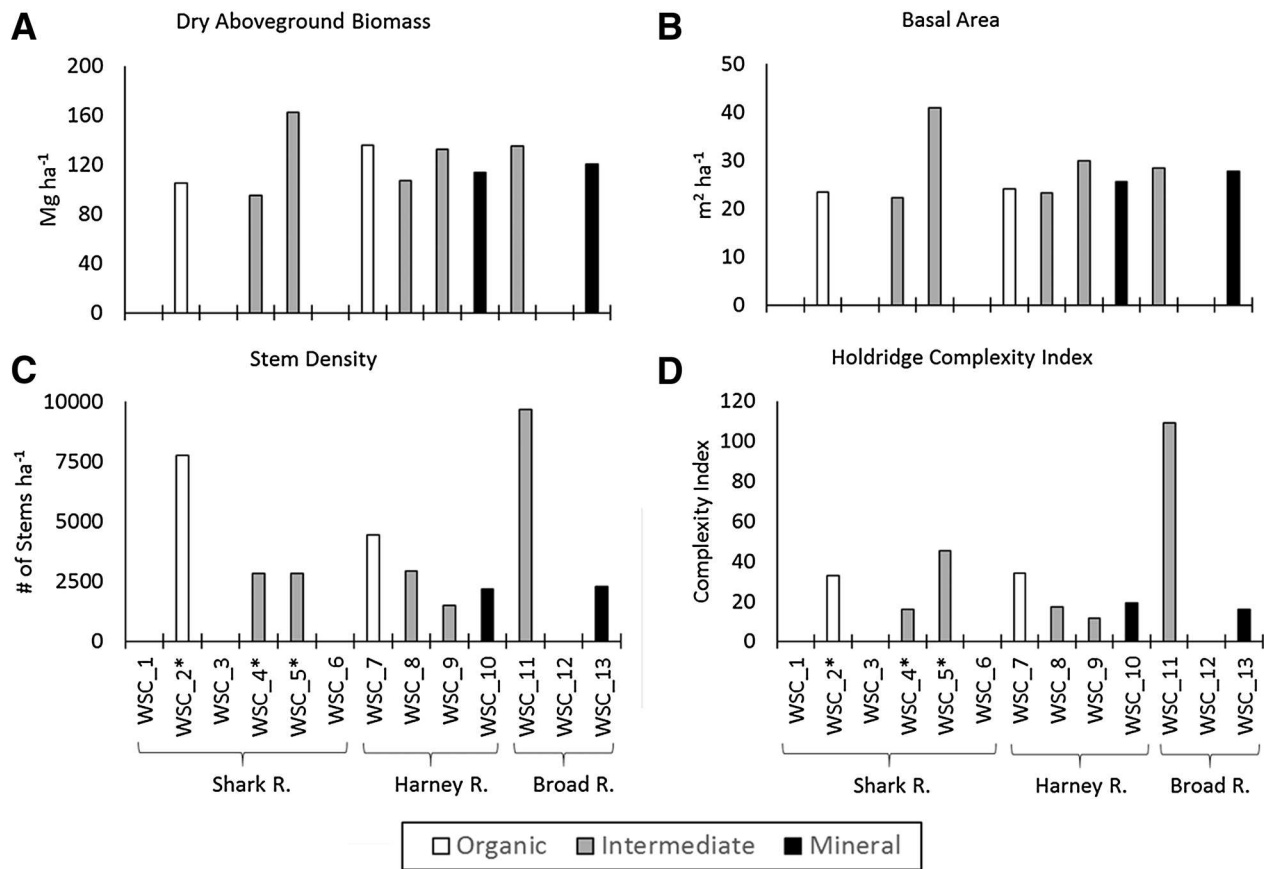 A
Dry Aboveground Biomass
Mg ha⁻¹
200
160
120
80
40
0
B
Basal Area
m² ha⁻¹
50
40
30
20
10
0
C
Stem Density
# of Stems ha⁻¹
10000
7500
5000
2500
0
WSC_1
WSC_2*
WSC_3
WSC_4*
WSC_5*
WSC_6
WSC_7
WSC_8
WSC_9
WSC_10
WSC_11
WSC_12
WSC_13
Shark R.
Harney R.
Broad R.
D
Holdridge Complexity Index
Complexity Index
120
100
80
60
40
20
0
WSC_1
WSC_2*
WSC_3
WSC_4*
WSC_5*
WSC_6
WSC_7
WSC_8
WSC_9
WSC_10
WSC_11
WSC_12
WSC_13
Shark R.
Harney R.
Broad R.
Organic Intermediate Mineral